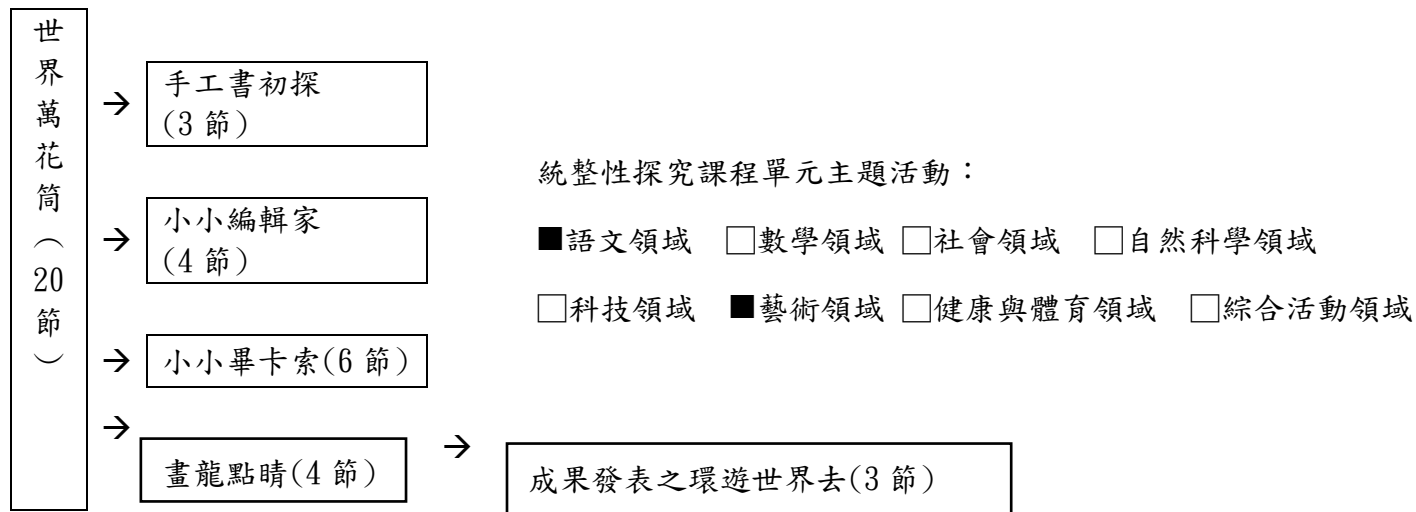 世界萬花筒（20節）
→ 手工書初探
(3 節)
→ 小小編輯家
(4 節)
→ 小小畢卡索(6 節)
→ 畫龍點睛(4 節)
→ 成果發表之環遊世界去(3 節)
統整性探究課程單元主題活動：
■語文領域 □數學領域 □社會領域 □自然科學領域
□科技領域 ■藝術領域 □健康與體育領域 □綜合活動領域